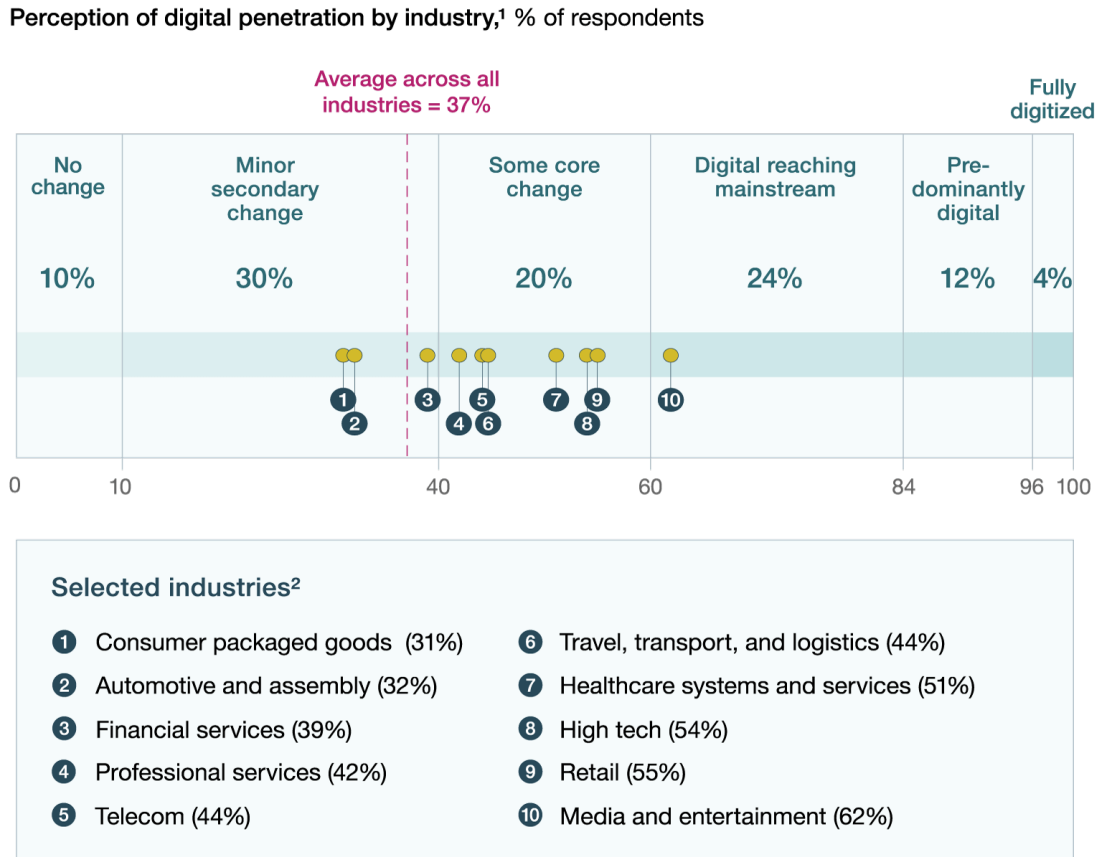 Perception of digital penetration by industry,¹ % of respondents
Average across all
industries = 37%
Fully
digitized
No
change
Minor
secondary
change
Some core
change
Digital reaching
mainstream
Pre-
dominantly
digital
10%
30%
20%
24%
12%
4%
1
2
3
4
5
6
7
8
9
10
0
10
40
60
84
96
100
Selected industries²
1 Consumer packaged goods (31%)
2 Automotive and assembly (32%)
3 Financial services (39%)
4 Professional services (42%)
5 Telecom (44%)
6 Travel, transport, and logistics (44%)
7 Healthcare systems and services (51%)
8 High tech (54%)
9 Retail (55%)
10 Media and entertainment (62%)